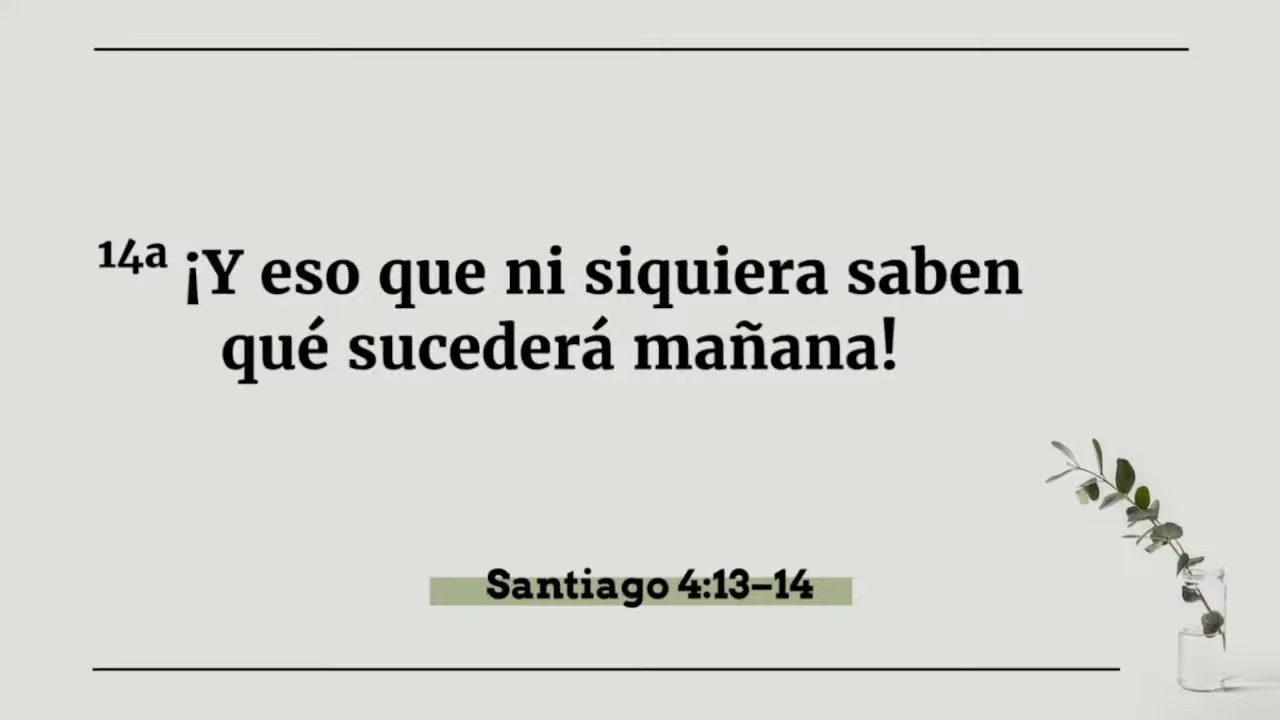 14a ¡Y eso que ni siquiera saben
qué sucederá mañana!
Santiago 4:13–14